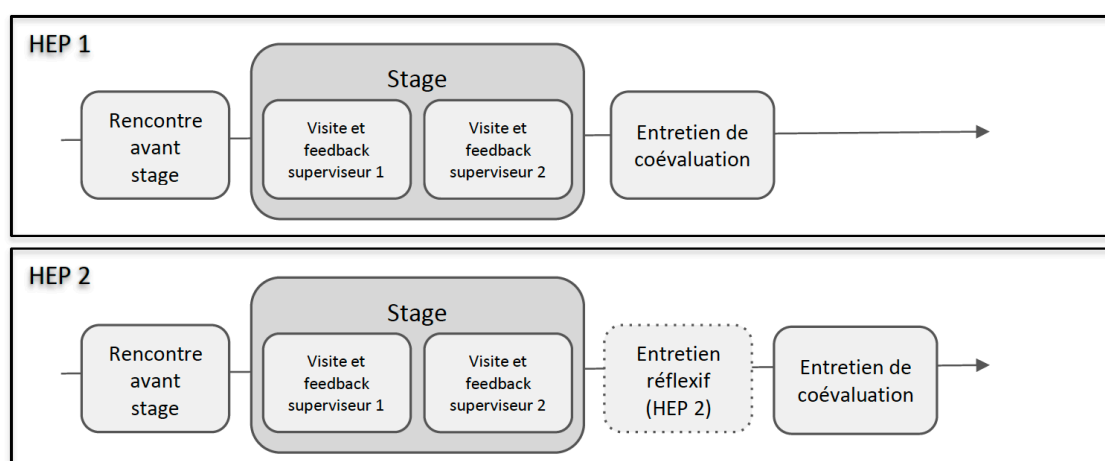 HEP 1
Rencontre
avant
stage
Stage
Visite et
feedback
superviseur 1
Visite et
feedback
superviseur 2
Entretien de
coévaluation
HEP 2
Rencontre
avant
stage
Stage
Visite et
feedback
superviseur 1
Visite et
feedback
superviseur 2
Entretien
réflexif
(HEP 2)
Entretien de
coévaluation